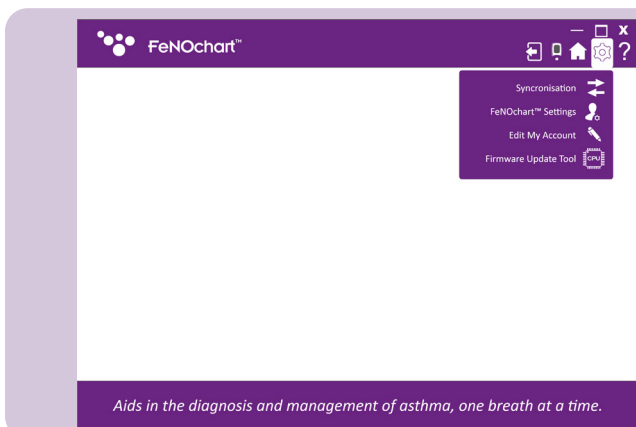 FeNOchart™
?
Syncronisation
FeNOchart™ Settings
Edit My Account
Firmware Update Tool
CPU
Aids in the diagnosis and management of asthma, one breath at a time.